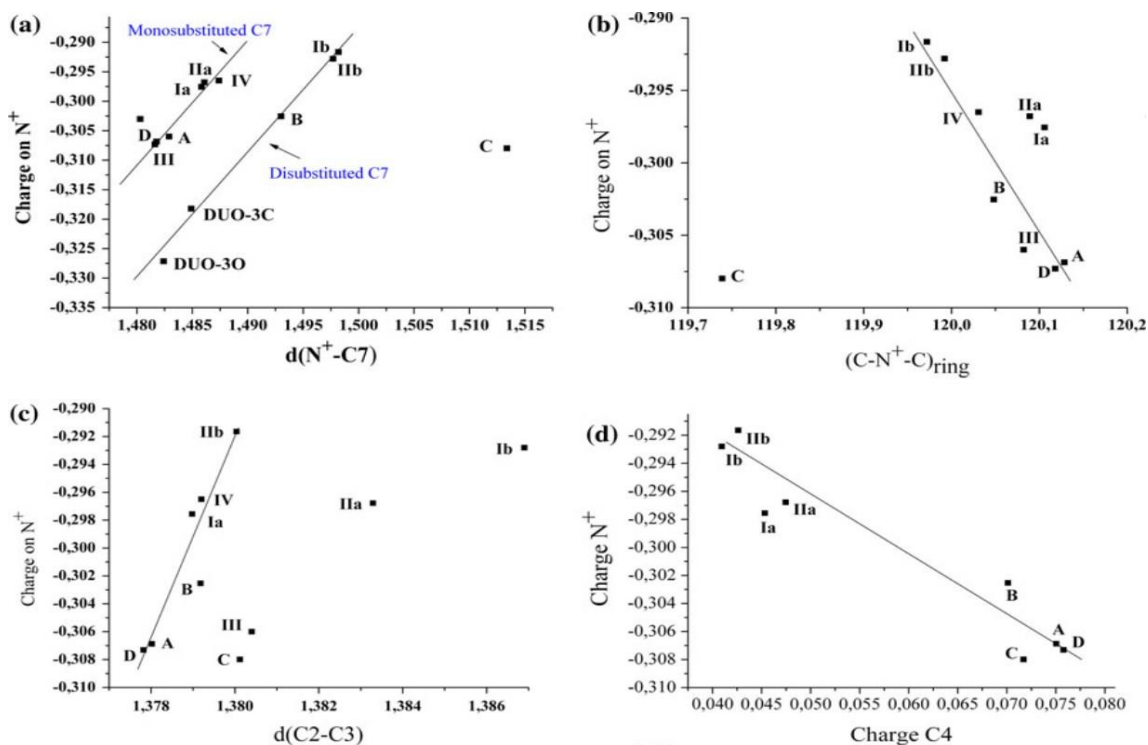 (a)
Monosubstituted C7
-0,290
-0,295
-0,300
-0,305
-0,310
-0,315
-0,320
-0,325
-0,330
-0,335
Charge on N+
Ib
IIb
IIa
Ia
IV
B
D
A
III
C
Disubstituted C7
DUO-3C
DUO-3O
1,480 1,485 1,490 1,495 1,500 1,505 1,510 1,515
d(N+-C7)
(b)
-0,290
-0,295
-0,300
-0,305
-0,310
Charge on N+
Ib
IIb
IV
IIa
Ia
B
III
A
D
C
119,7 119,8 119,9 120,0 120,1 120,2
(C-N+-C)ring
(c)
-0,290
-0,292
-0,294
-0,296
-0,298
-0,300
-0,302
-0,304
-0,306
-0,308
-0,310
Charge on N+
IIb
Ib
IV
IIa
Ia
B
III
A
D
C
1,378 1,380 1,382 1,384 1,386
d(C2-C3)
(d)
-0,292
-0,294
-0,296
-0,298
-0,300
-0,302
-0,304
-0,306
-0,308
-0,310
Charge N+
IIb
Ib
IIa
Ia
B
A
D
C
0,040 0,045 0,050 0,055 0,060 0,065 0,070 0,075 0,080
Charge C4